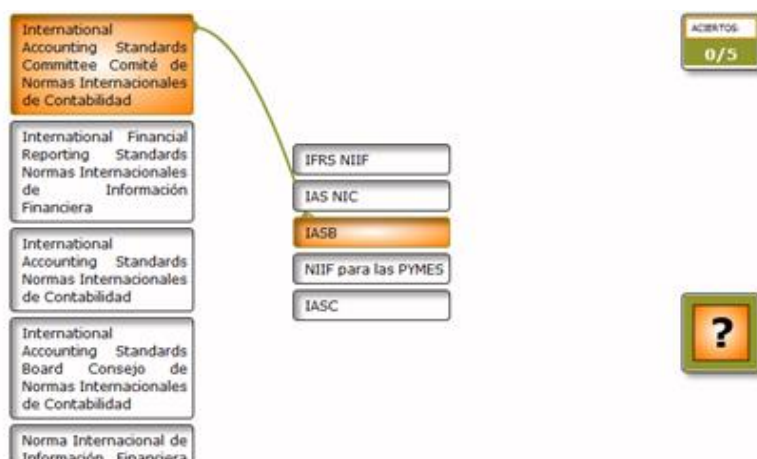 International
Accounting Standards
Committee Comité de
Normas Internacionales
de Contabilidad
International Financial
Reporting Standards
Normas Internacionales
de Información
Financiera
International
Accounting Standards
Normas Internacionales
de Contabilidad
International
Accounting Standards
Board Consejo de
Normas Internacionales
de Contabilidad
Norma Internacional de
Información Financiera
IFRS NIIF
IAS NIC
IASB
NIIF para las PYMES
IASC
ACIERTOS
0/5
?